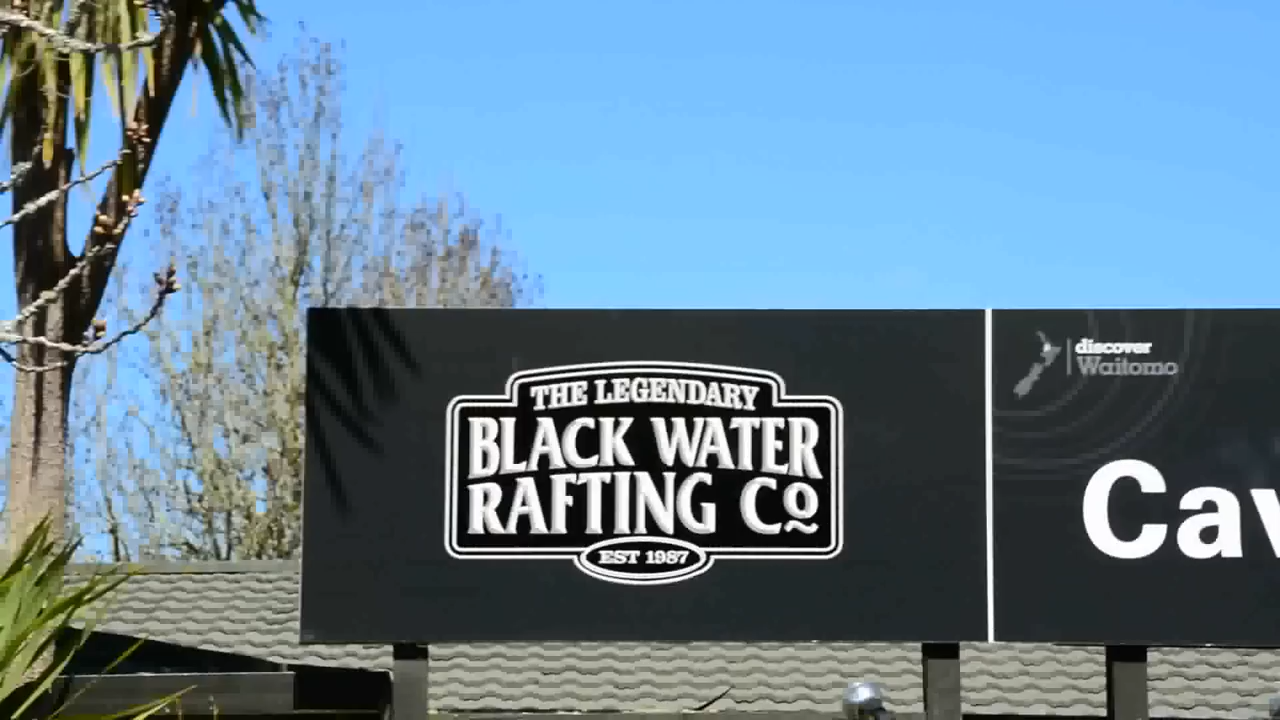 THE LEGENDARY
BLACK WATER
RAFTING Co
EST 1987
discover
Waitomo
Cav